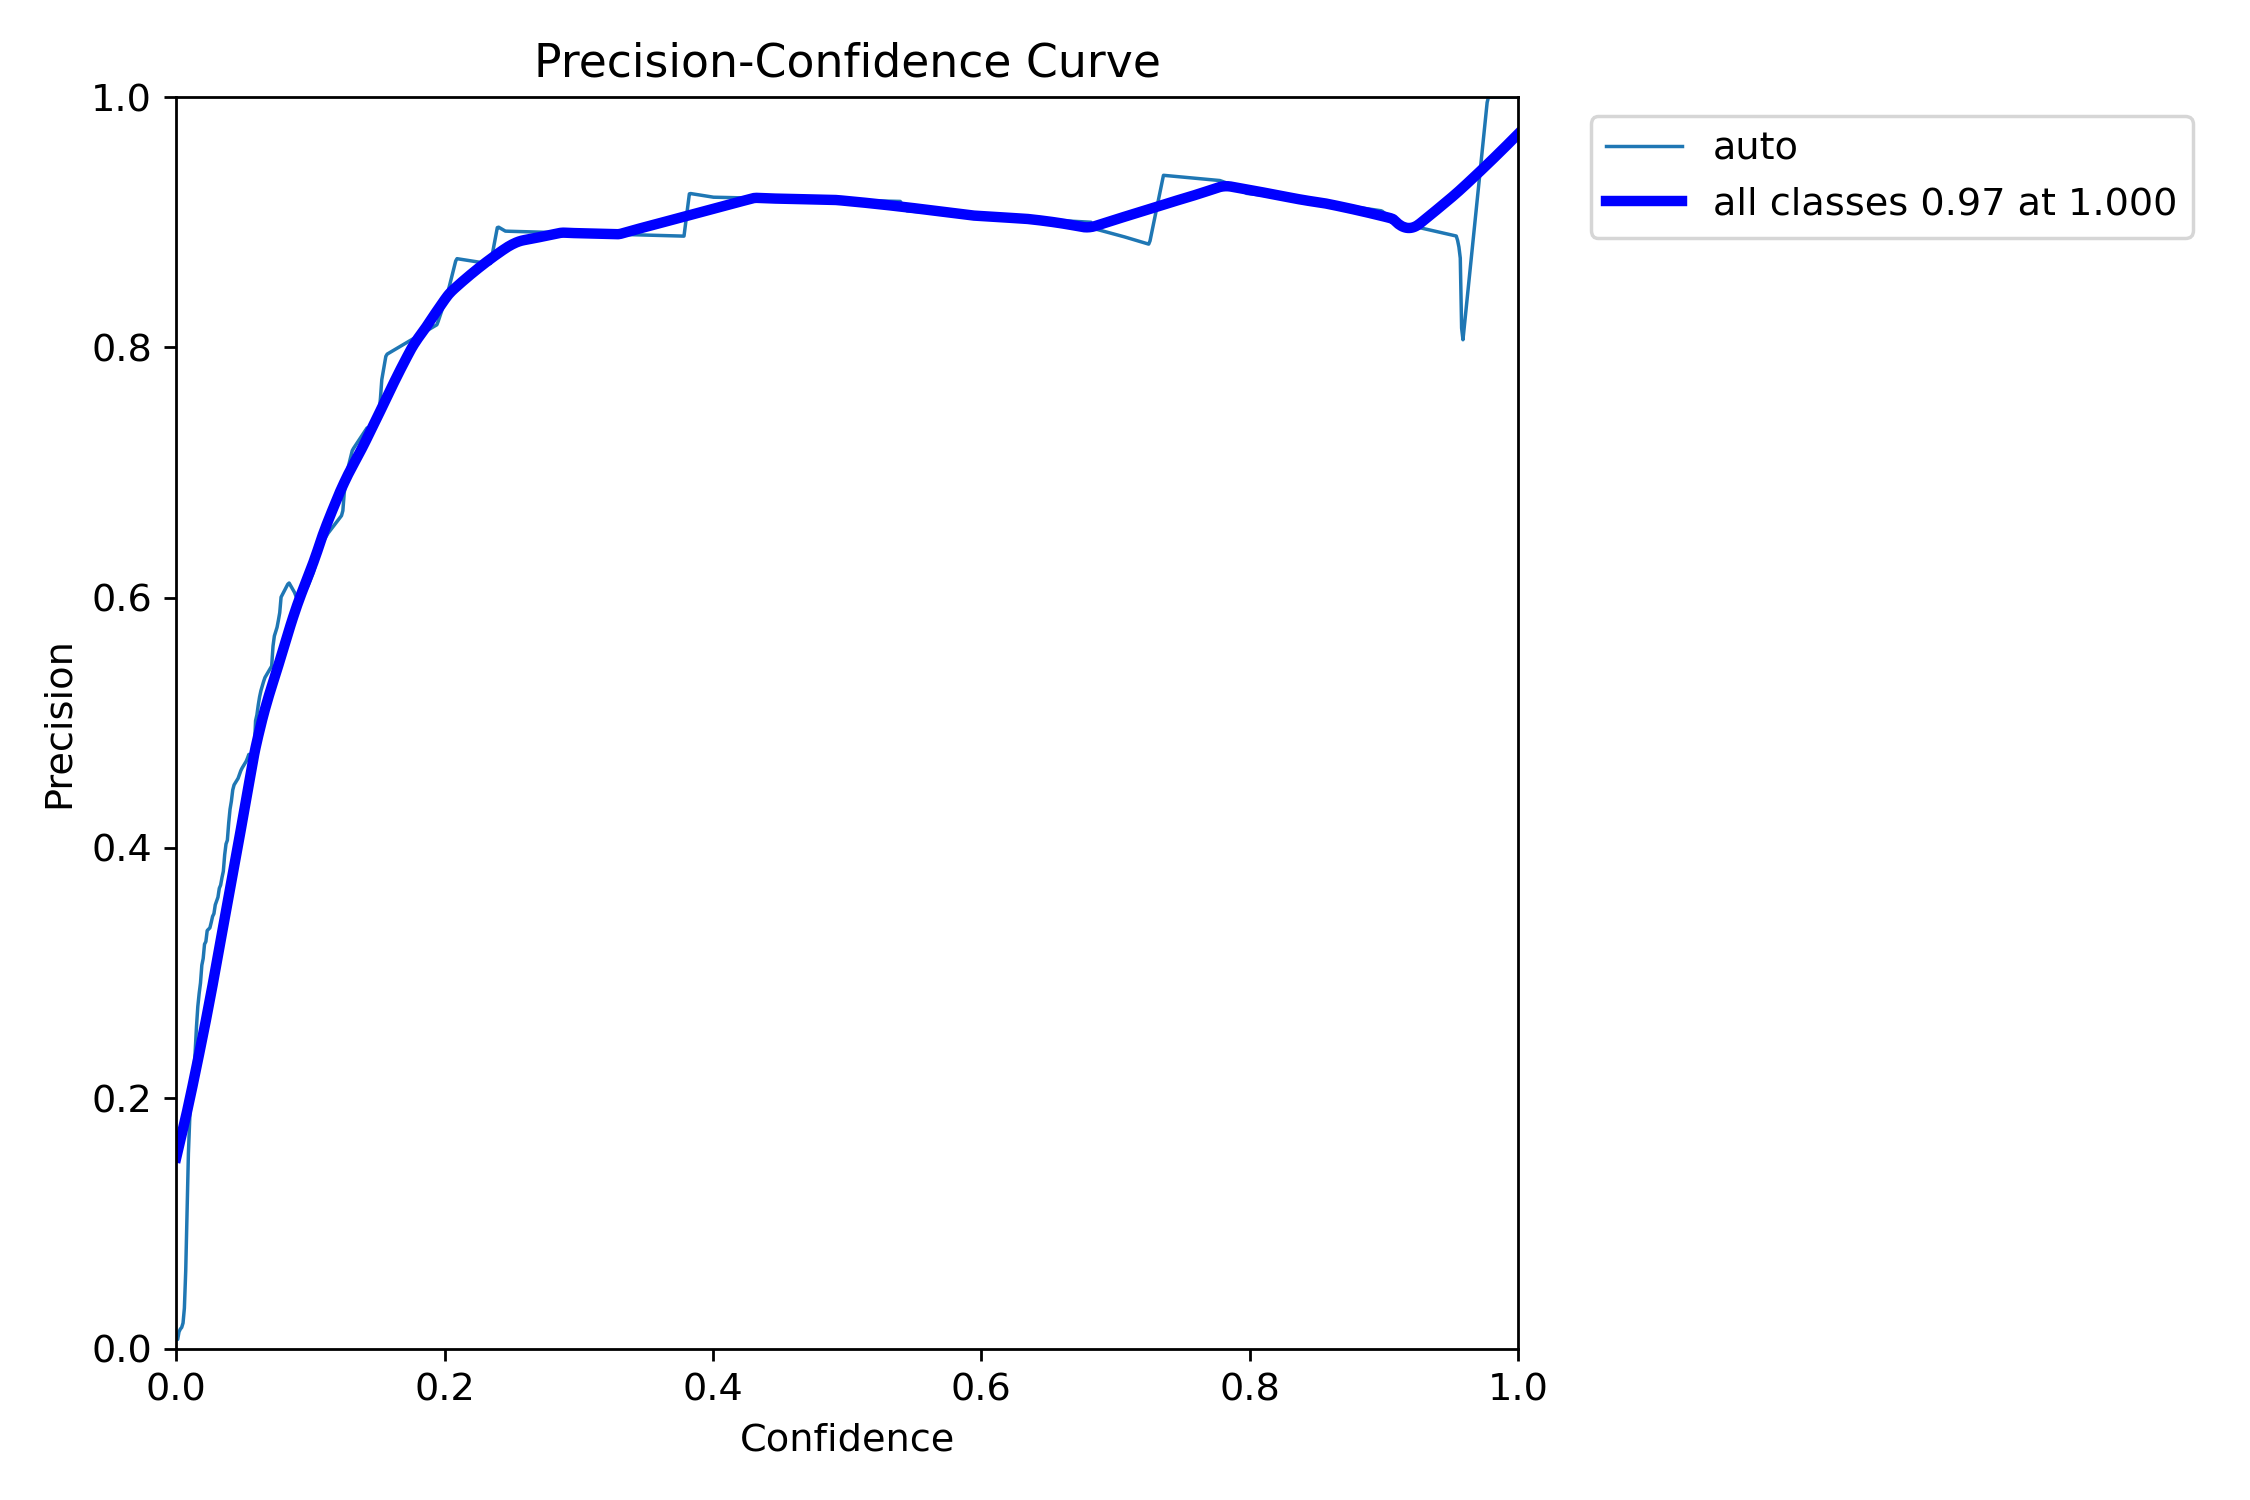 Precision-Confidence Curve
1.0
0.8
0.6
0.4
0.2
0.0
Precision
0.0 0.2 0.4 0.6 0.8 1.0
Confidence
auto
all classes 0.97 at 1.000